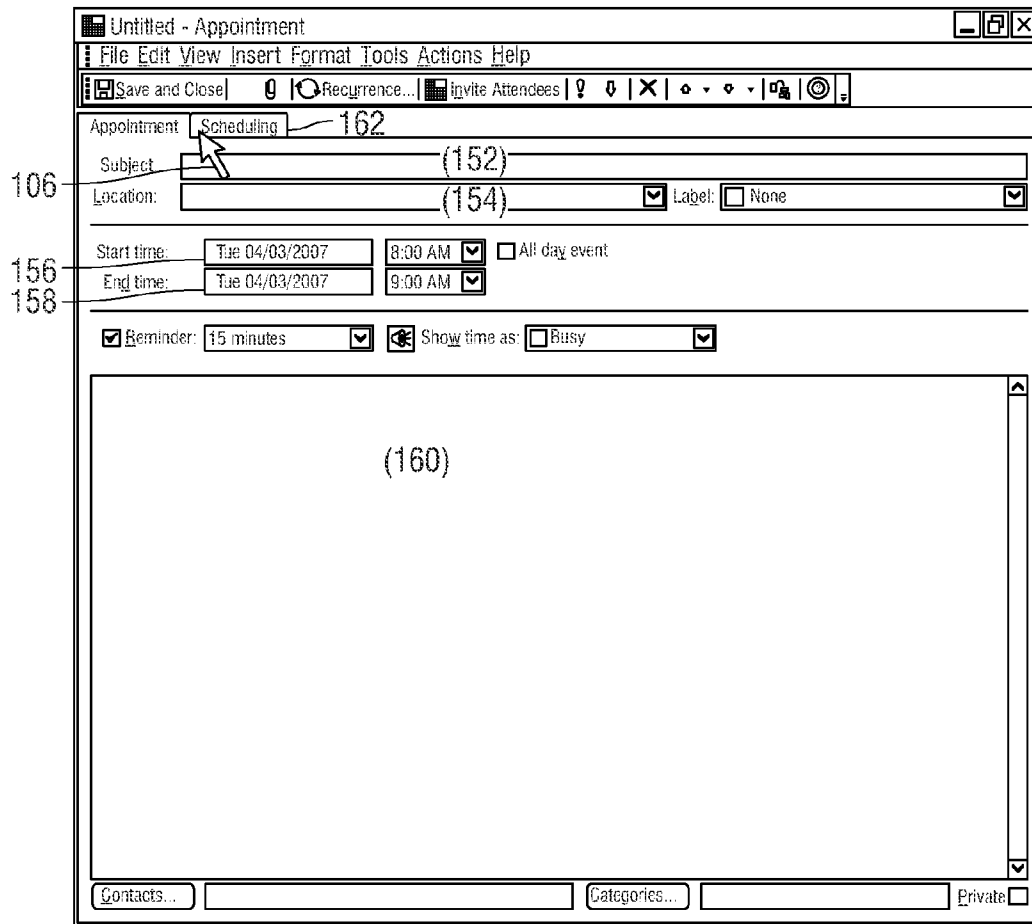 Untitled - Appointment
File Edit View Insert Format Tools Actions Help
Save and Close Recurrence... Invite Attendees
Appointment Scheduling 162
Subject (152)
106
Location: (154) Label: None
Start time: Tue 04/03/2007 8:00 AM All day event
156
End time: Tue 04/03/2007 9:00 AM
158
Reminder: 15 minutes Show time as: Busy
(160)
Contacts... Categories... Private